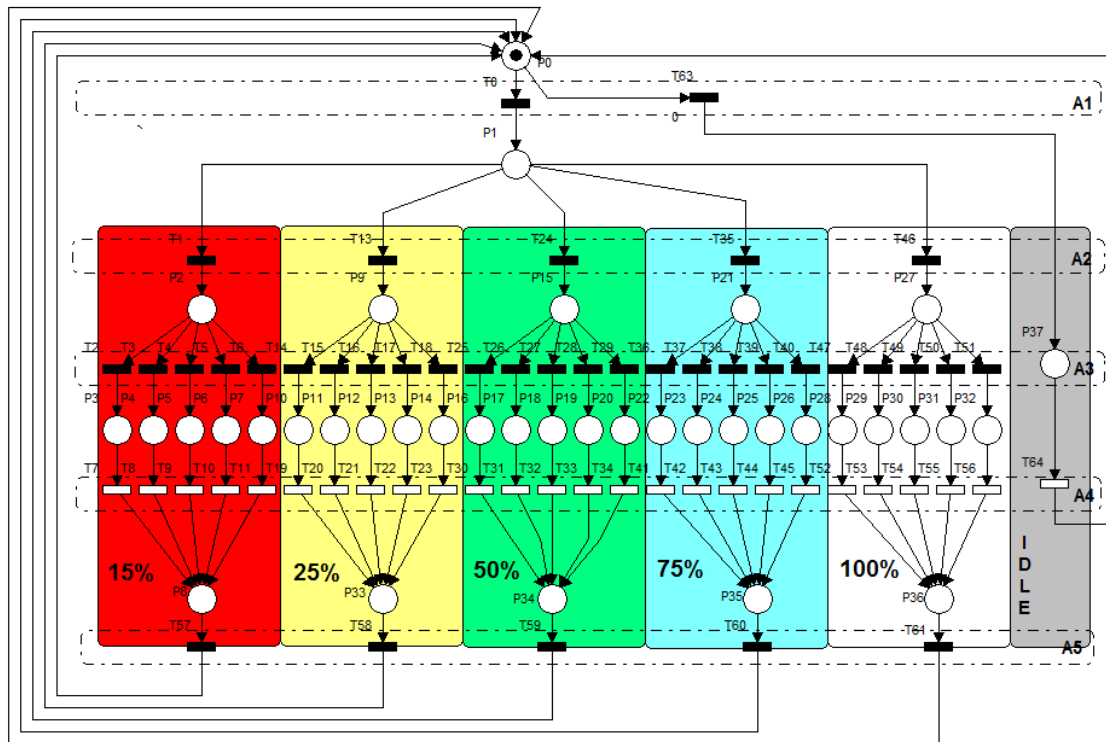 P0
T0 T63
A1
0
P1
T1 T13 T24 T35 T46
A2
P2 P9 P15 P21 P27
P37
T2 T3 T4 T5 T6 T14 T15 T16 T17 T18 T25 T26 T27 T28 T29 T36 T37 T38 T39 T40 T47 T48 T49 T50 T51
A3
P3 P4 P5 P6 P7 P10 P11 P12 P13 P14 P16 P17 P18 P19 P20 P22 P23 P24 P25 P26 P28 P29 P30 P31 P32
T7 T8 T9 T10 T11 T19 T20 T21 T22 T23 T30 T31 T32 T33 T34 T41 T42 T43 T44 T45 T52 T53 T54 T55 T56 T64
A4
15% 25% 50% 75% 100%
IDLE
P8 P33 P34 P35 P36
T57 T58 T59 T60 T61
A5